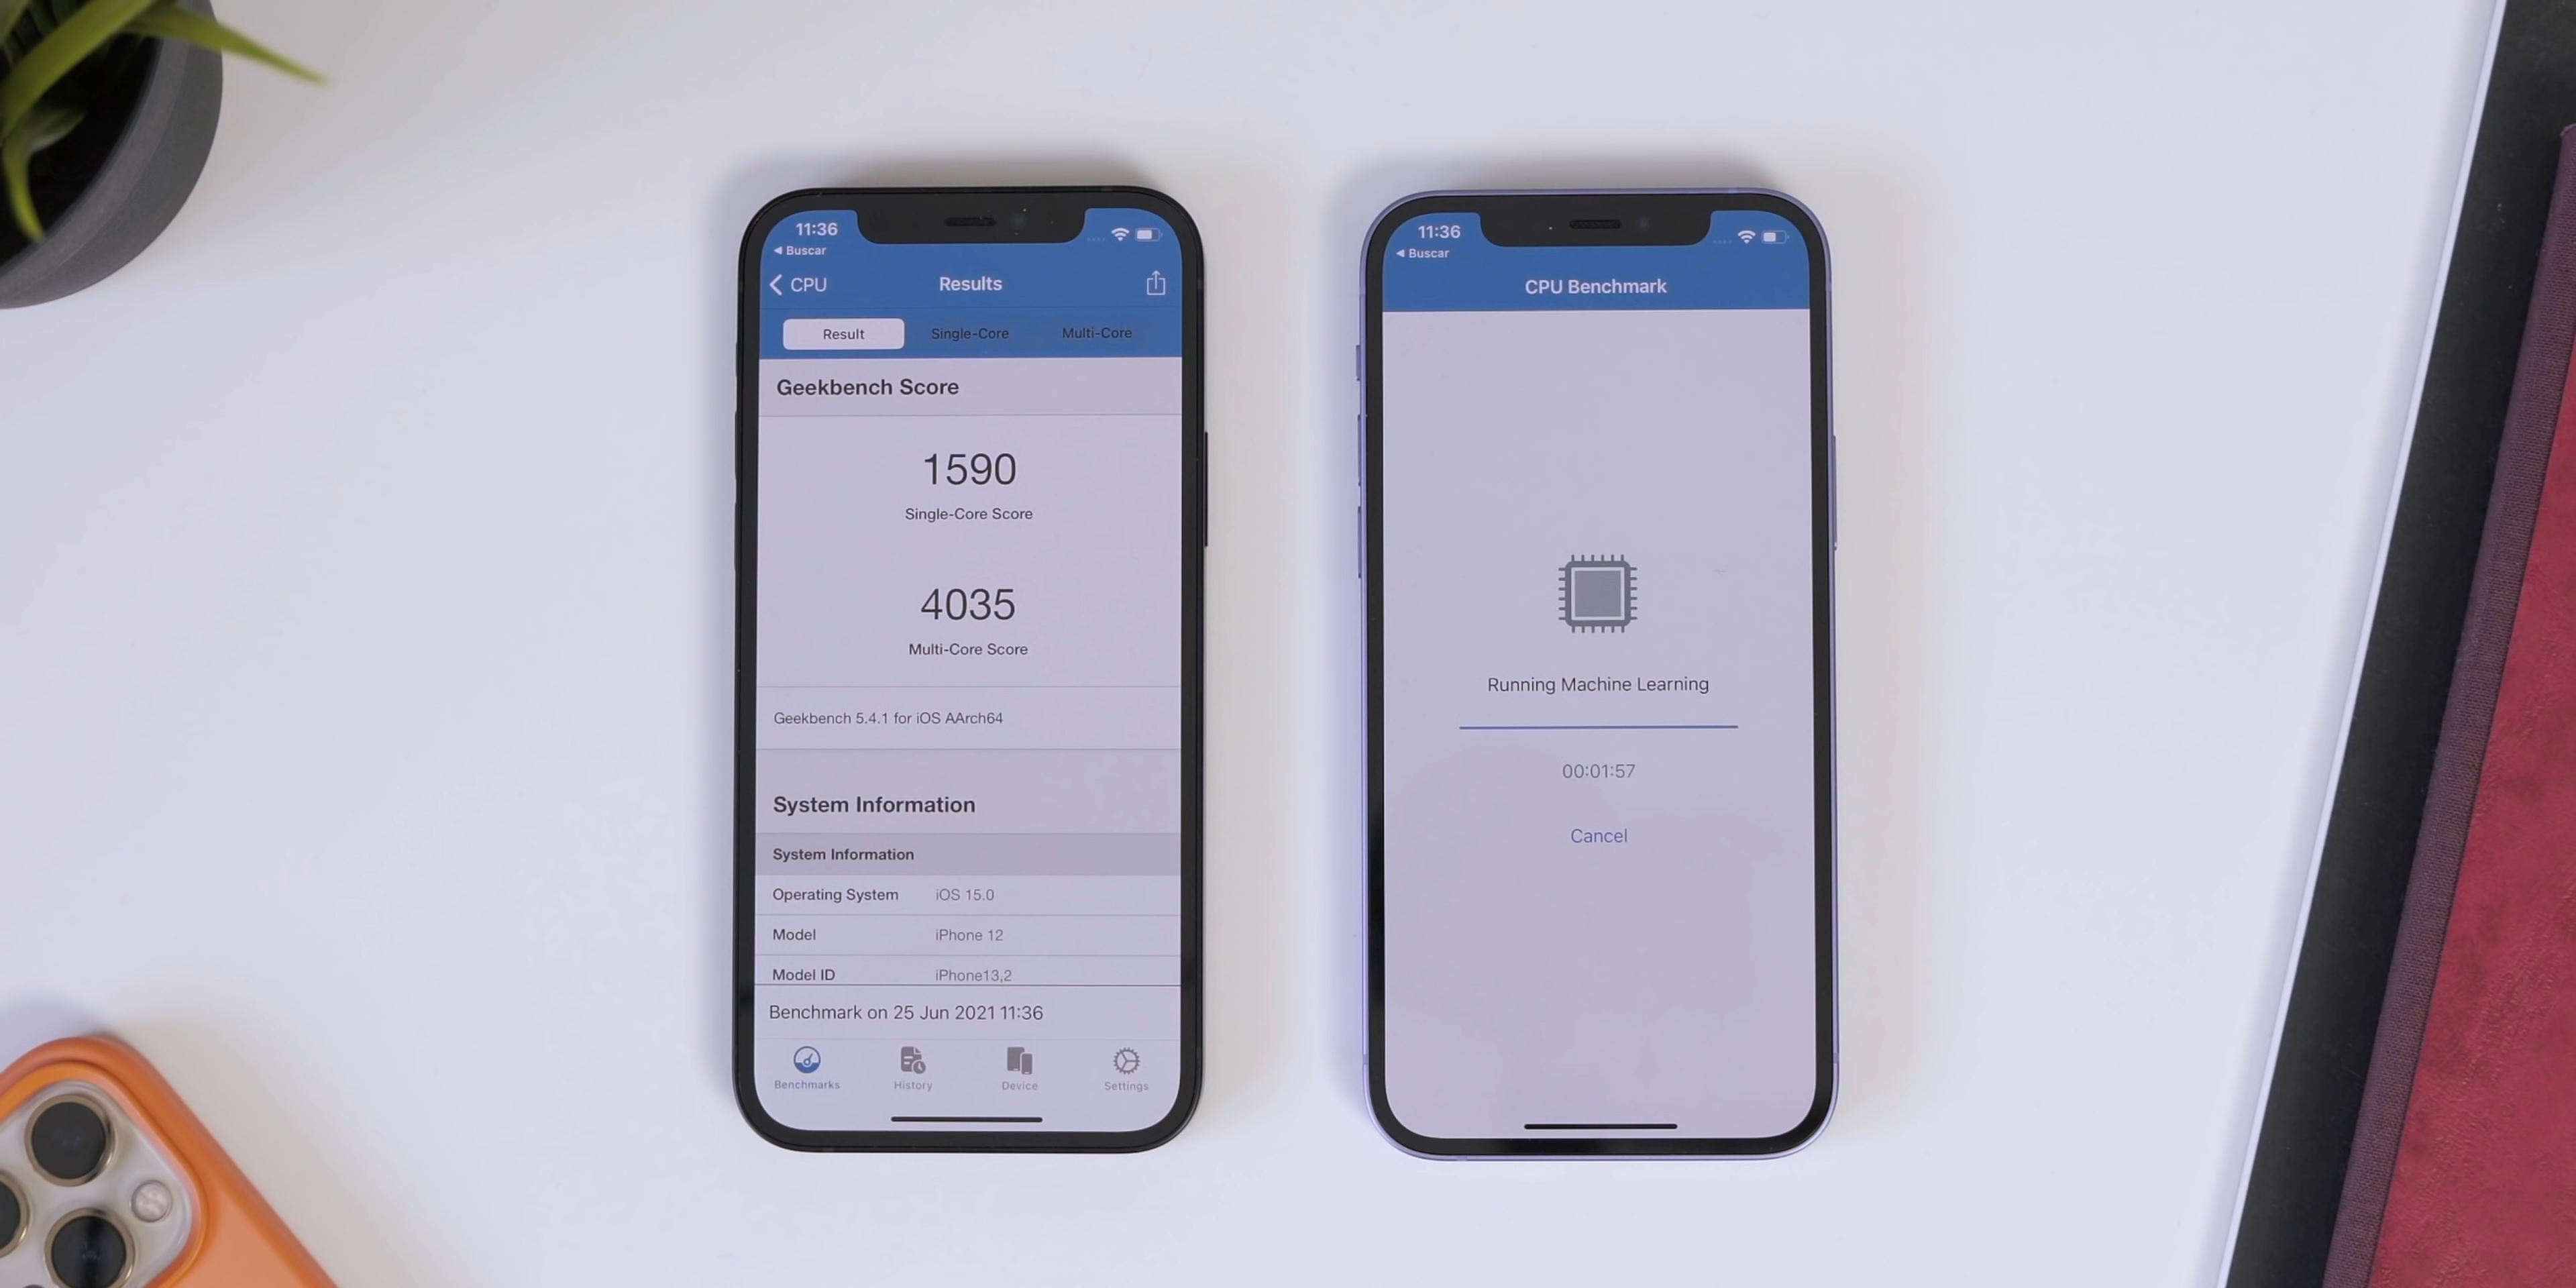 11:36
Buscar
CPU
Results
Result
Single-Core
Multi-Core
Geekbench Score
1590
Single-Core Score
4035
Multi-Core Score
Geekbench 5.4.1 for iOS AArch64
System Information
System Information
Operating System iOS 15.0
Model iPhone 12
Model ID iPhone13,2
Benchmark on 25 Jun 2021 11:36
Benchmarks
History
Device
Settings
11:36
Buscar
CPU Benchmark
Running Machine Learning
00:01:57
Cancel